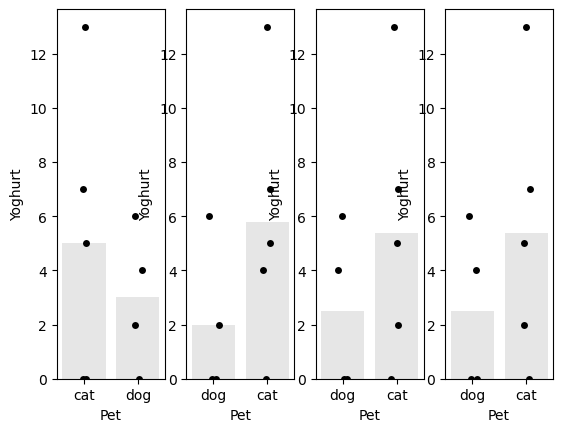 Yoghurt Yoghurt Yoghurt Yoghurt
12 12 12 12
10 10 10 10
8 8 8 8
6 6 6 6
4 4 4 4
2 2 2 2
0 0 0 0
cat dog dog cat dog cat dog cat
Pet Pet Pet Pet